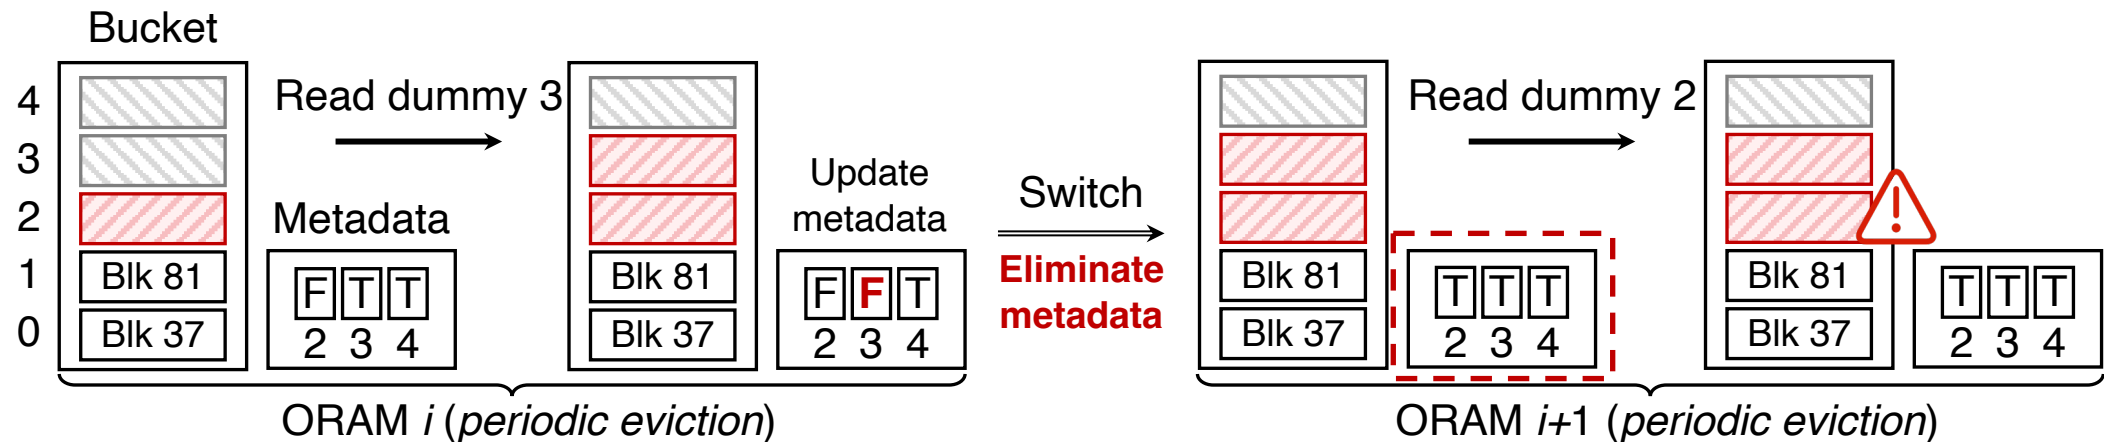 Bucket
4
3
2
1
0
Blk 81
Blk 37
Read dummy 3
Metadata
F T T
2 3 4
Blk 81
Blk 37
Update
metadata
F F T
2 3 4
Switch
Eliminate
metadata
Blk 81
Blk 37
T T T
2 3 4
Read dummy 2
Blk 81
Blk 37
!
T T T
2 3 4
ORAM i (periodic eviction)
ORAM i+1 (periodic eviction)